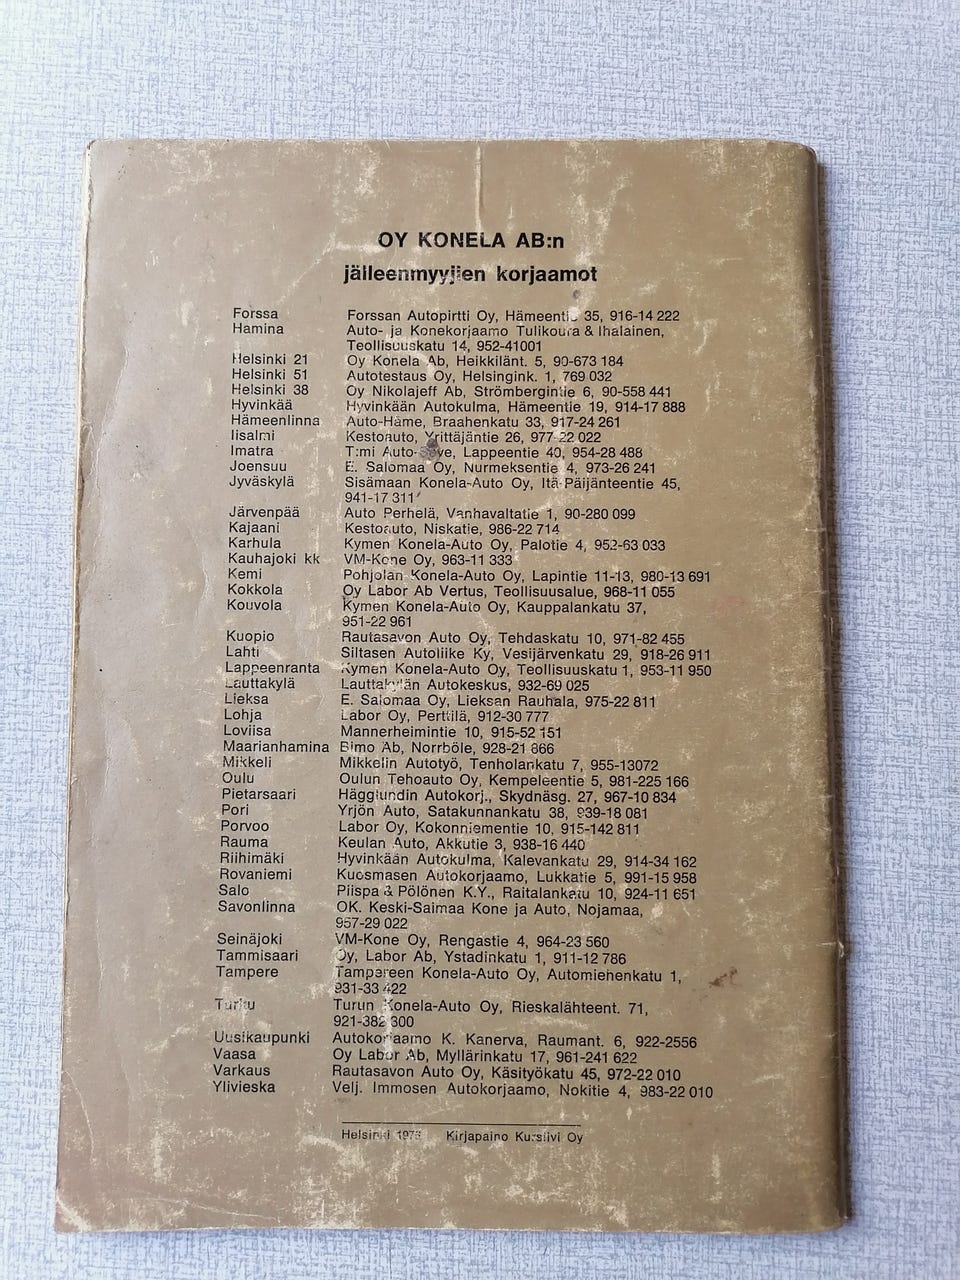 OY KONELA AB:n
jälleenmyyjien korjaamot
Forssa Forssan Autopirtti Oy, Hämeentie 35, 916-14 222
Hamina Auto- ja Konekorjaamo Tulikoura & Ihalainen,
Teollisuuskatu 14, 952-41001
Helsinki 21 Oy Konela Ab, Heikkilänt. 5, 90-673 184
Helsinki 51 Autotestaus Oy, Helsingink. 1, 769 032
Helsinki 38 Oy Nikolajeff Ab, Strömbergintie 6, 90-558 441
Hyvinkää Hyvinkään Autokulma, Hämeentie 19, 914-17 888
Hämeenlinna Auto-Häme, Braahenkatu 33, 917-24 261
Iisalmi Kestoauto, Yrittäjäntie 26, 977-22 022
Imatra T:mi Lappeentie 40, 954-28 488
Joensuu E. Salomaa Oy, Nurmeksentie 4, 973-26 241
Jyväskylä Sisämaan Konela-Auto Oy, Itä-Päijänteentie 45,
941-17 311
Järvenpää Auto Perhelä, Vanhavaltatie 1, 90-280 099
Kajaani Kestoauto, Niskatie, 986-22 714
Karhula Kymen Konela-Auto Oy, Palotie 4, 952-63 033
Kauhajoki kk VM-Kone Oy, 963-11 333
Kemi Pohjolan Konela-Auto Oy, Lapintie 11-13, 980-13 691
Kokkola Oy Labor Ab Vertus, Teollisuusalue, 968-11 055
Kouvola Kymen Konela-Auto Oy, Kauppalankatu 37,
951-22 961
Kuopio Rautasavon Auto Oy, Tehdaskatu 10, 971-82 455
Lahti Siltasen Autoliike Ky, Vesijärvenkatu 29, 918-26 911
Lappeenranta Kymen Konela-Auto Oy, Teollisuuskatu 1, 953-11 950
Lauttakylä Lauttakylän Autokeskus, 932-69 025
Lieksa E. Salomaa Oy, Lieksan Rauhala, 975-22 811
Lohja Labor Oy, Perttilä, 912-30 777
Loviisa Mannerheimintie 10, 915-52 151
Maarianhamina Bimo Ab, Norrböle, 928-21 866
Mikkeli Mikkelin Autotyö, Tenholankatu 7, 955-13072
Oulu Oulun Tehoauto Oy, Kempeleentie 5, 981-225 166
Pietarsaari Hägglundin Autokorj., Skydnäsg. 27, 967-10 834
Pori Yrjön Auto, Satakunnankatu 38, 939-18 081
Porvoo Labor Oy, Kokonniementie 10, 915-142 811
Rauma Keulan Auto, Akkutie 3, 938-16 440
Riihimäki Hyvinkään Autokulma, Kalevankatu 29, 914-34 162
Rovaniemi Kuosmasen Autokorjaamo, Lukkatie 5, 991-15 958
Salo Piispa & Pölönen K.Y., Raitalankatu 10, 924-11 651
Savonlinna OK. Keski-Saimaa Kone ja Auto, Nojamaa,
957-29 022
Seinäjoki VM-Kone Oy, Rengastie 4, 964-23 560
Tammisaari Oy, Labor Ab, Ystadinkatu 1, 911-12 786
Tampere Tampereen Konela-Auto Oy, Automiehenkatu 1,
931-33 422
Turku Turun Konela-Auto Oy, Rieskalähteent. 71,
921-382 300
Uusikaupunki Autokorjaamo K. Kanerva, Raumant. 6, 922-2556
Vaasa Oy Labor Ab, Myllärinkatu 17, 961-241 622
Varkaus Rautasavon Auto Oy, Käsityökatu 45, 972-22 010
Ylivieska Velj. Immosen Autokorjaamo, Nokitie 4, 983-22 010
Helsinki Kirjapaino Kursiivi Oy